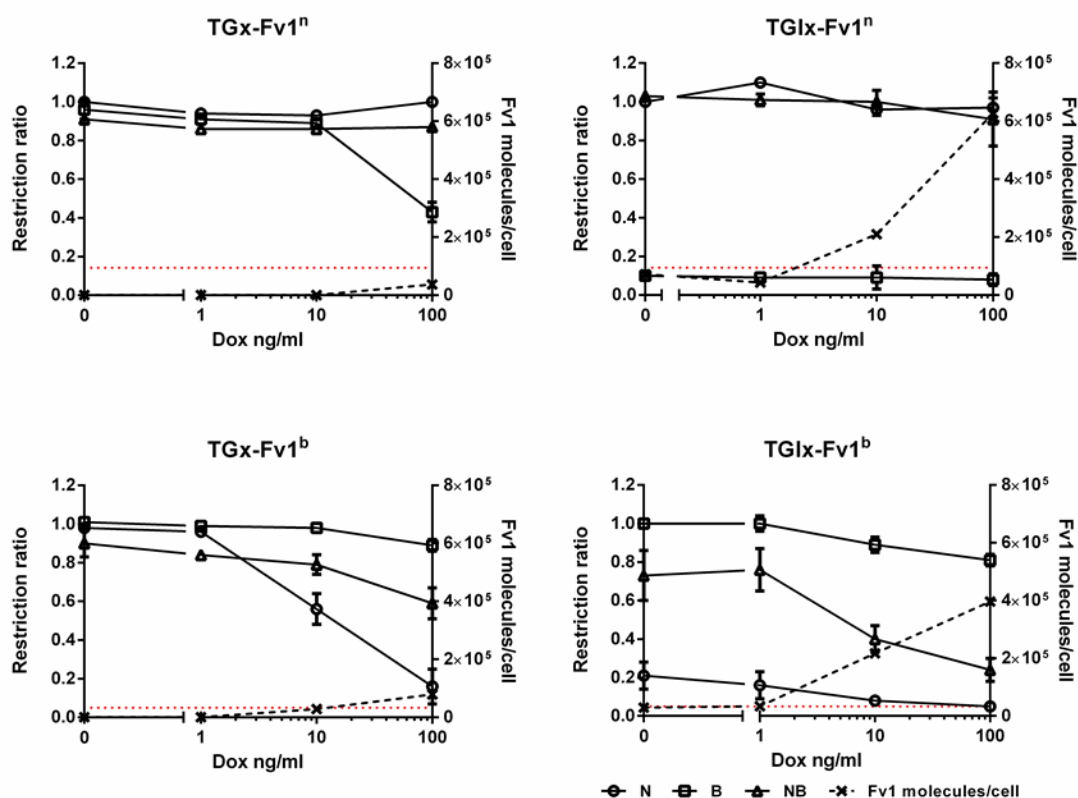 TGx-Fv1ⁿ
Restriction ratio
1.2
1.0
0.8
0.6
0.4
0.2
0.0
8×10⁵
6×10⁵
4×10⁵
2×10⁵
0
Fv1 molecules/cell
0 1 10 100
Dox ng/ml
TGIx-Fv1ⁿ
Restriction ratio
1.2
1.0
0.8
0.6
0.4
0.2
0.0
8×10⁵
6×10⁵
4×10⁵
2×10⁵
0
Fv1 molecules/cell
0 1 10 100
Dox ng/ml
TGx-Fv1ᵇ
Restriction ratio
1.2
1.0
0.8
0.6
0.4
0.2
0.0
8×10⁵
6×10⁵
4×10⁵
2×10⁵
0
Fv1 molecules/cell
0 1 10 100
Dox ng/ml
TGIx-Fv1ᵇ
Restriction ratio
1.2
1.0
0.8
0.6
0.4
0.2
0.0
8×10⁵
6×10⁵
4×10⁵
2×10⁵
0
Fv1 molecules/cell
0 1 10 100
Dox ng/ml
N B NB Fv1 molecules/cell